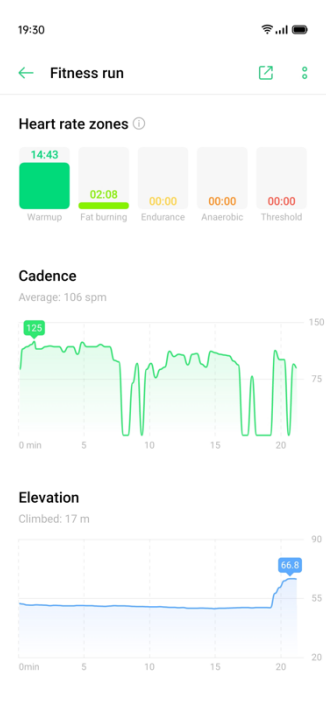 19:30
Fitness run
Heart rate zones
14:43
02:08
00:00
00:00
00:00
Warmup
Fat burning
Endurance
Anaerobic
Threshold
Cadence
Average: 106 spm
125
150
75
0 min
5
10
15
20
Elevation
Climbed: 17 m
90
66.8
55
20
0min
5
10
15
20